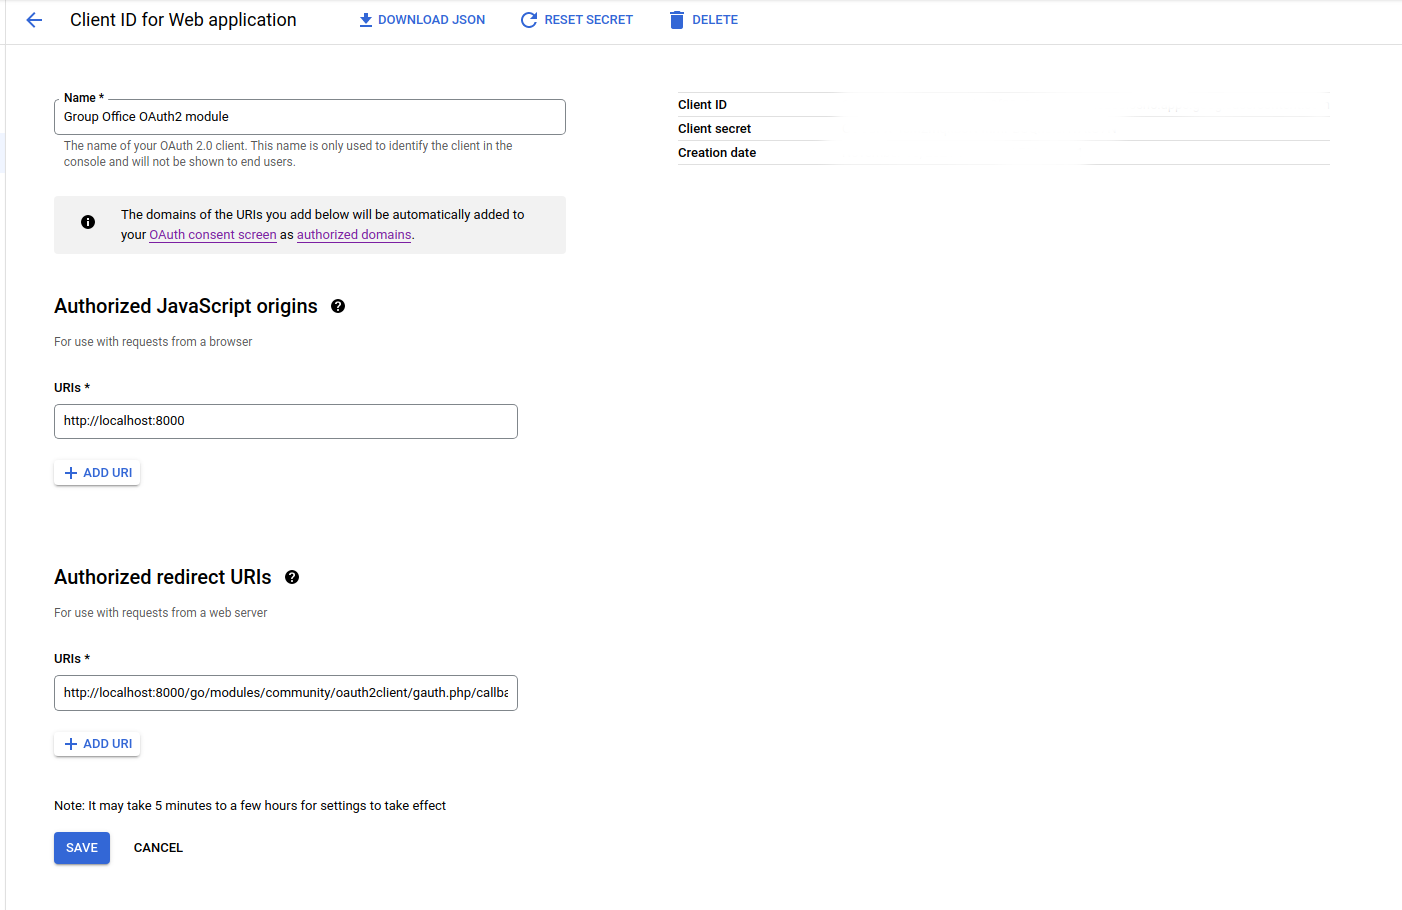 Client ID for Web application
DOWNLOAD JSON
RESET SECRET
DELETE
Name *
Group Office OAuth2 module
The name of your OAuth 2.0 client. This name is only used to identify the client in the
console and will not be shown to end users.
Client ID
Client secret
Creation date
The domains of the URIs you add below will be automatically added to
your OAuth consent screen as authorized domains.
Authorized JavaScript origins
For use with requests from a browser
URIs *
http://localhost:8000
ADD URI
Authorized redirect URIs
For use with requests from a web server
URIs *
http://localhost:8000/go/modules/community/oauth2client/gauth.php/callba
ADD URI
Note: It may take 5 minutes to a few hours for settings to take effect
SAVE
CANCEL